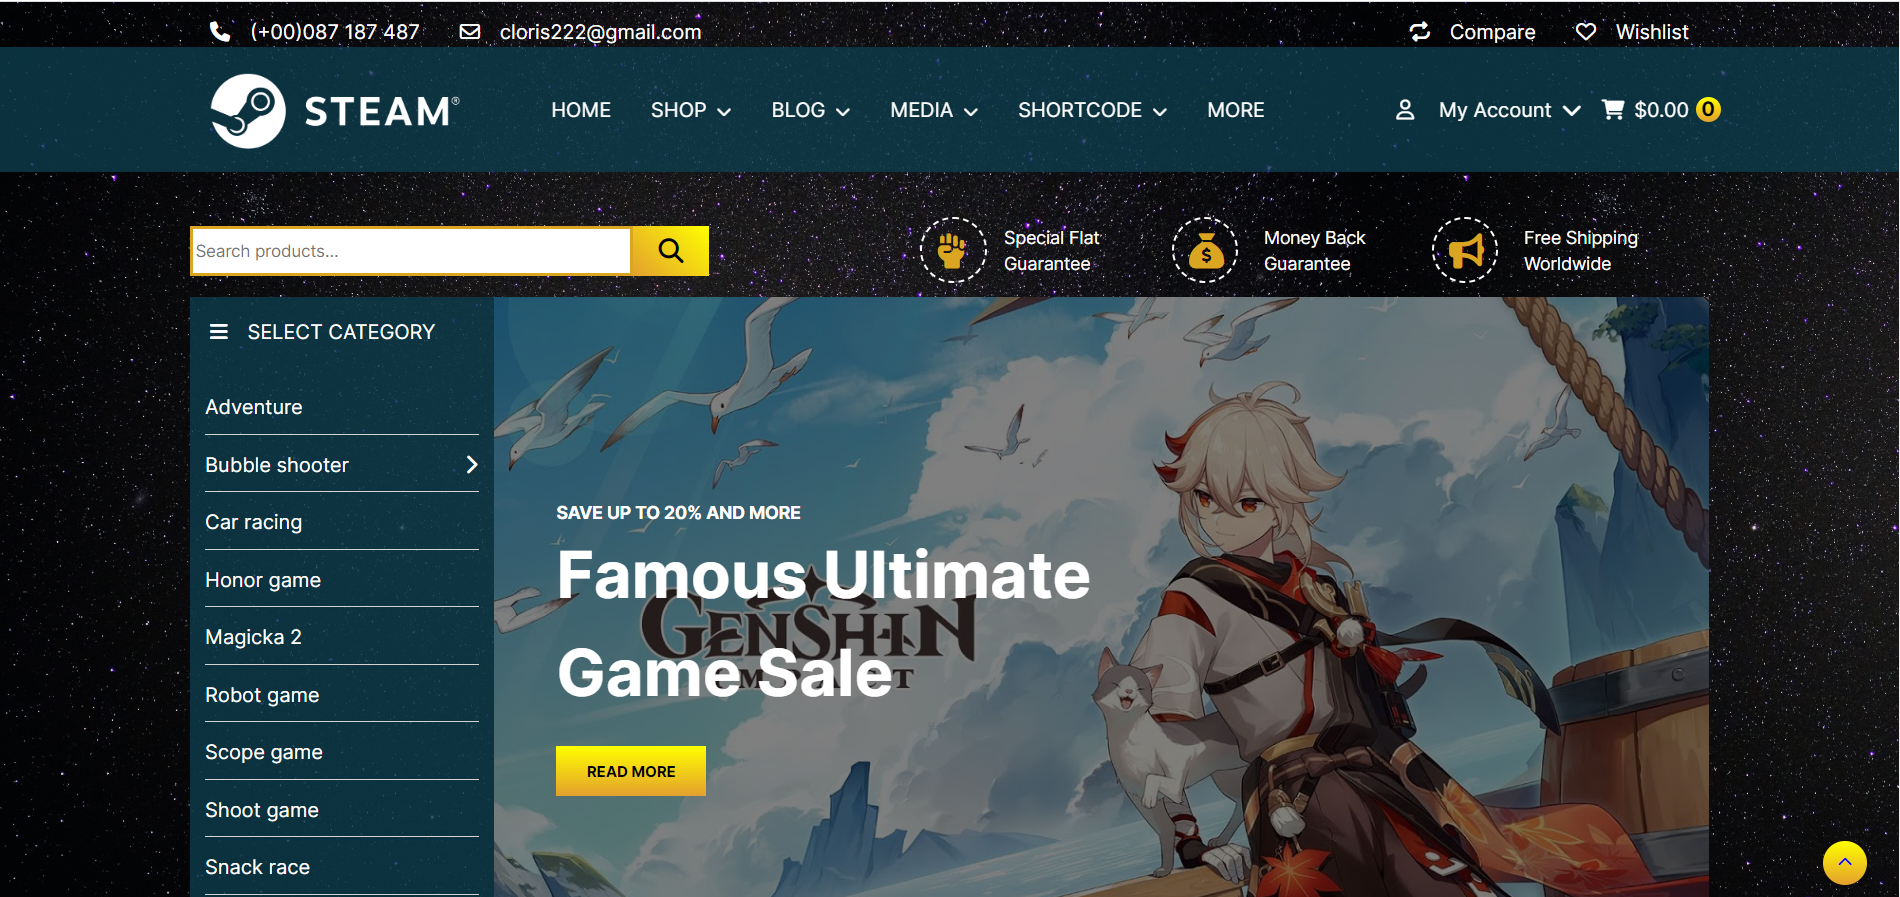 (+00)087 187 487 cloris222@gmail.com Compare Wishlist
STEAM® HOME SHOP BLOG MEDIA SHORTCODE MORE My Account $0.00 0
Search products...
Special Flat
Guarantee
Money Back
Guarantee
Free Shipping
Worldwide
SELECT CATEGORY
Adventure
Bubble shooter
Car racing
Honor game
Magicka 2
Robot game
Scope game
Shoot game
Snack race
SAVE UP TO 20% AND MORE
Famous Ultimate
GENSHIN
Game Sale
READ MORE